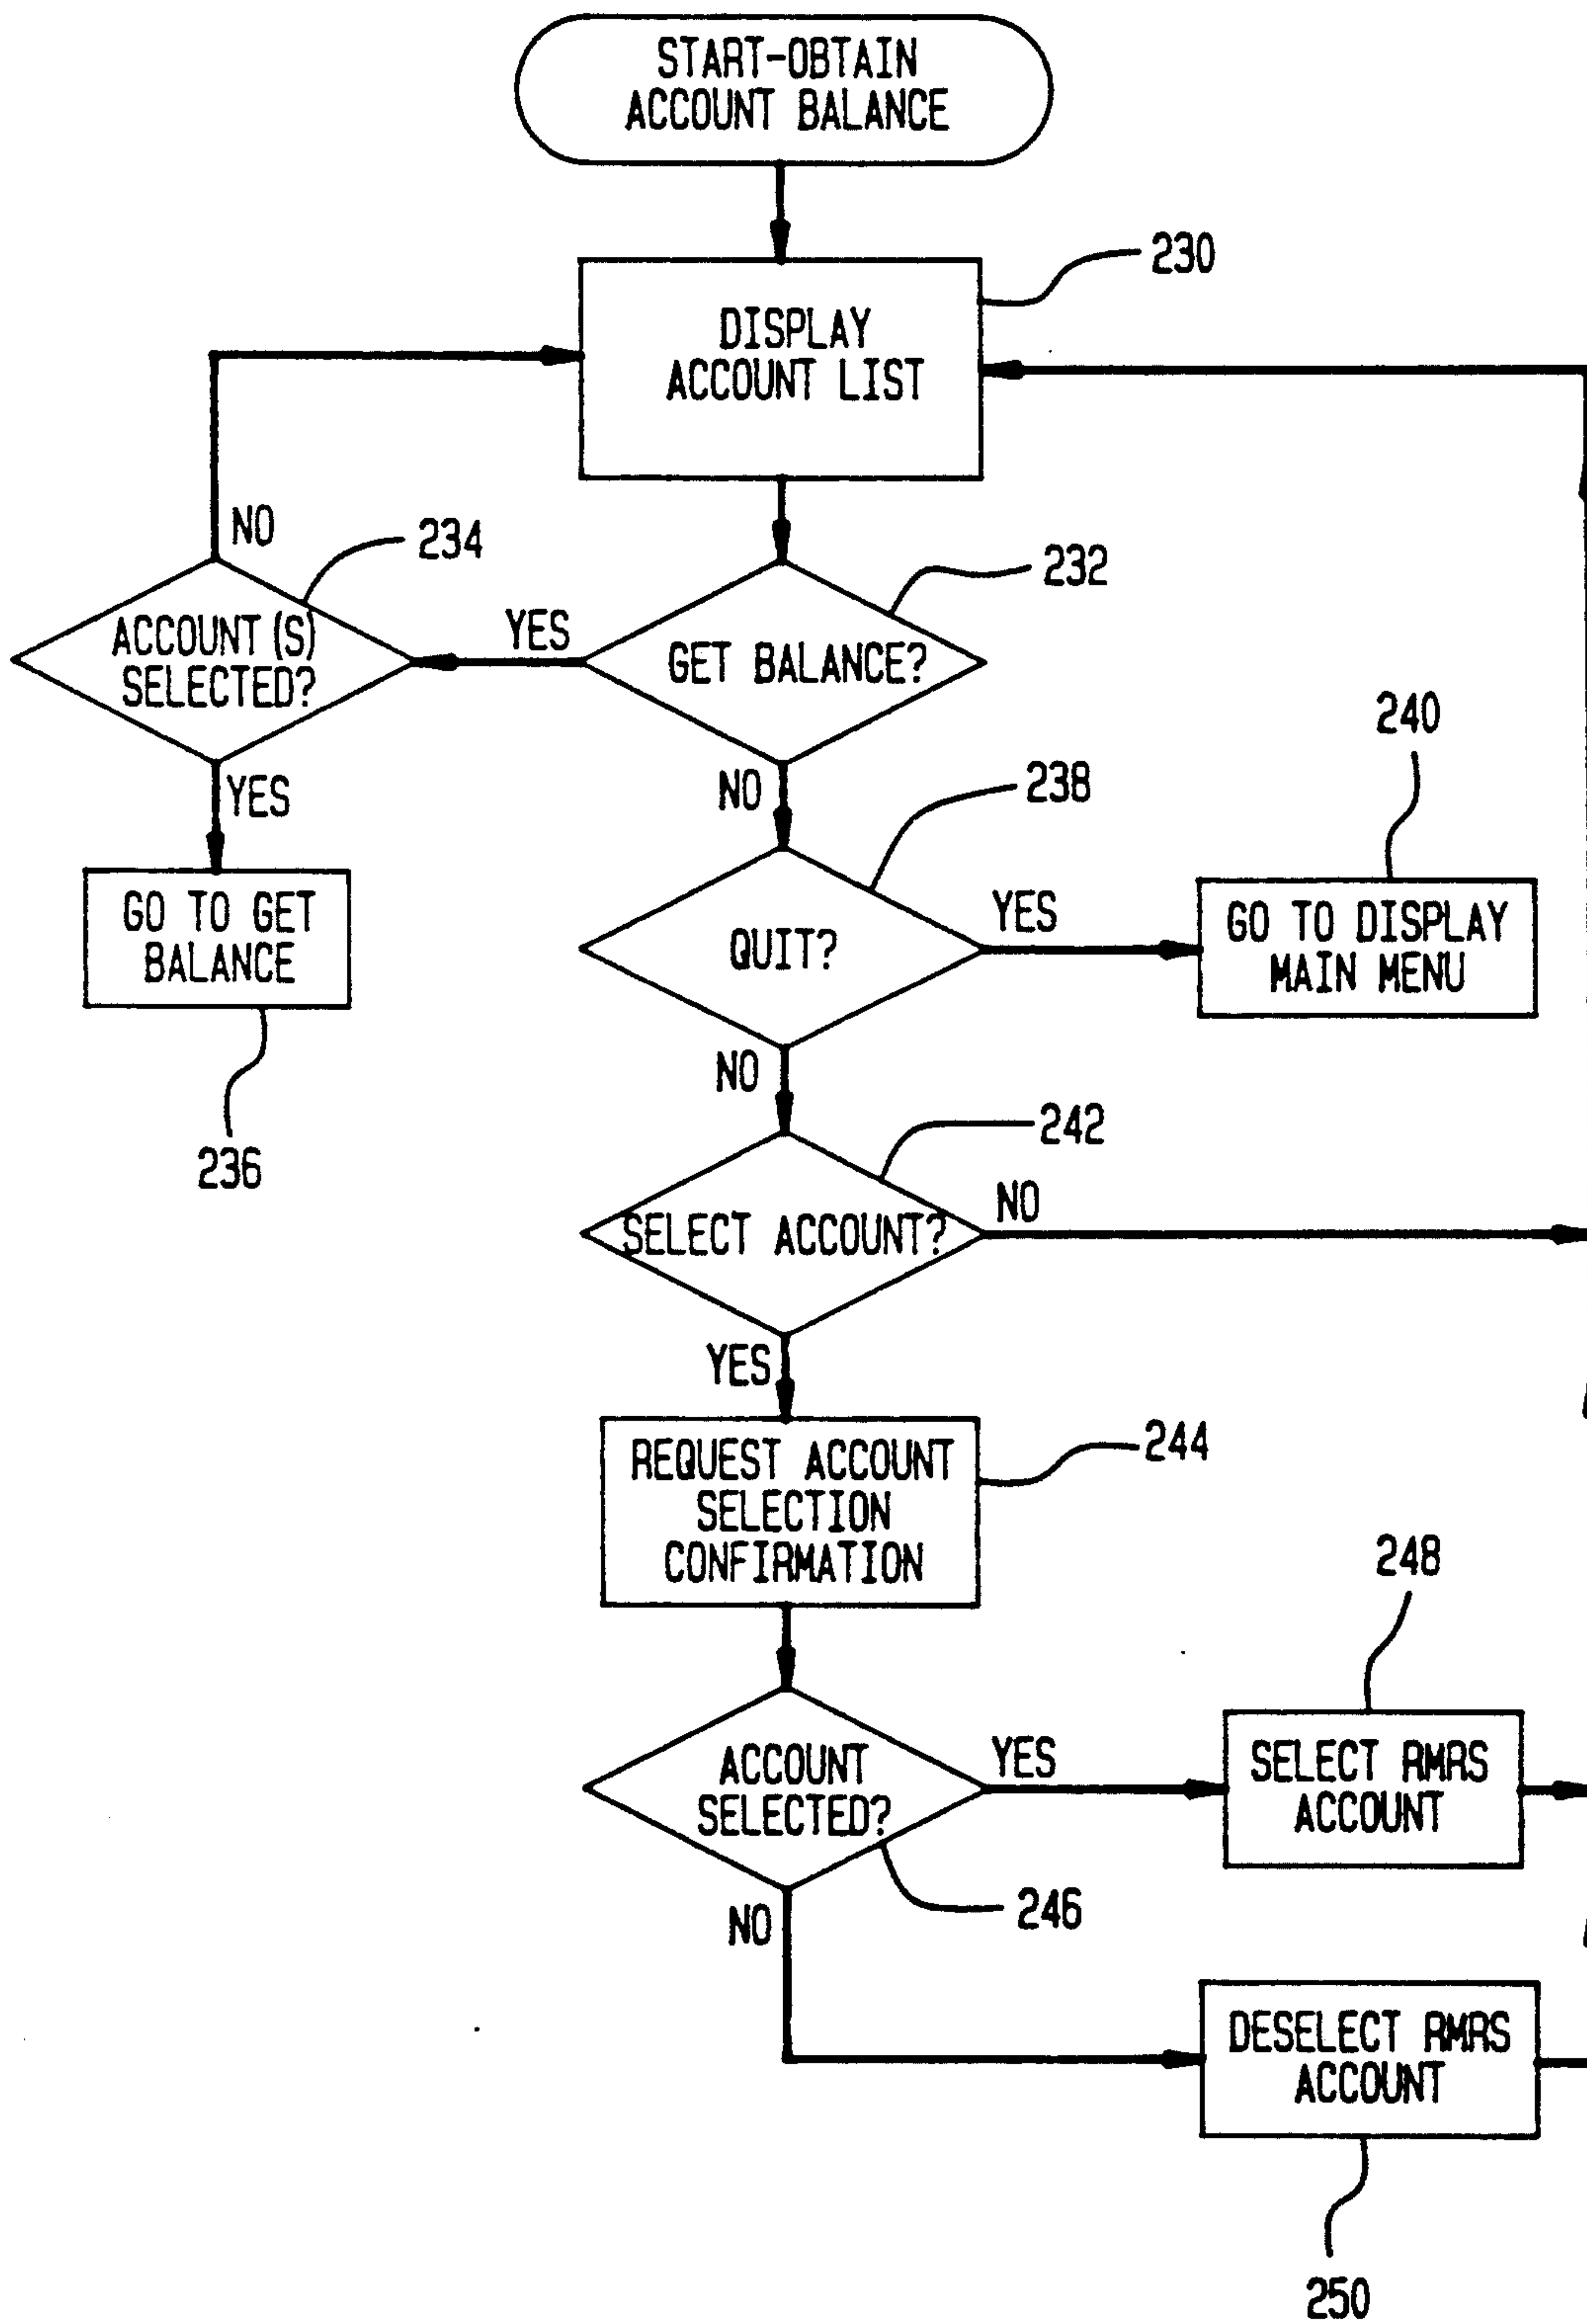 START-OBTAIN
ACCOUNT BALANCE
230
DISPLAY
ACCOUNT LIST
NO
234
232
ACCOUNT(S)
SELECTED?
YES
GET BALANCE?
240
YES
NO
238
GO TO GET
BALANCE
QUIT?
YES
GO TO DISPLAY
MAIN MENU
236
NO
242
SELECT ACCOUNT?
NO
YES
REQUEST ACCOUNT
SELECTION
CONFIRMATION
244
248
ACCOUNT
SELECTED?
YES
SELECT RMRS
ACCOUNT
NO
246
DESELECT RMRS
ACCOUNT
250